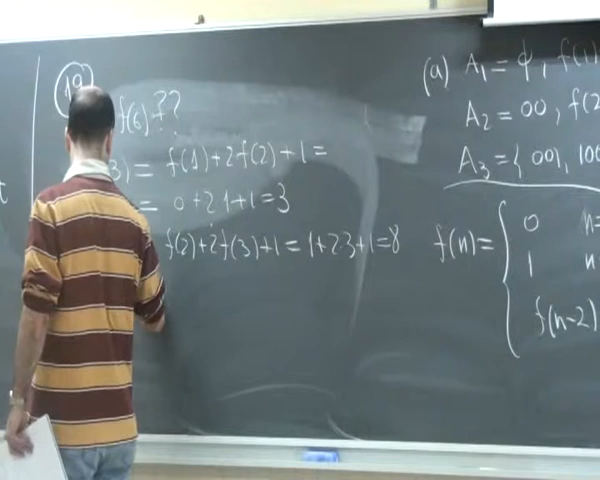 19
f(6)??
3) = f(1)+2f(2)+1=
= 0+2·1+1=3
f(2)+2f(3)+1=1+2·3+1=8
t
(a) A₁=ϕ, f(1)
A₂=00, f(2
A₃={001, 100
f(n)= { 0 n=
1 n
f(n-2)